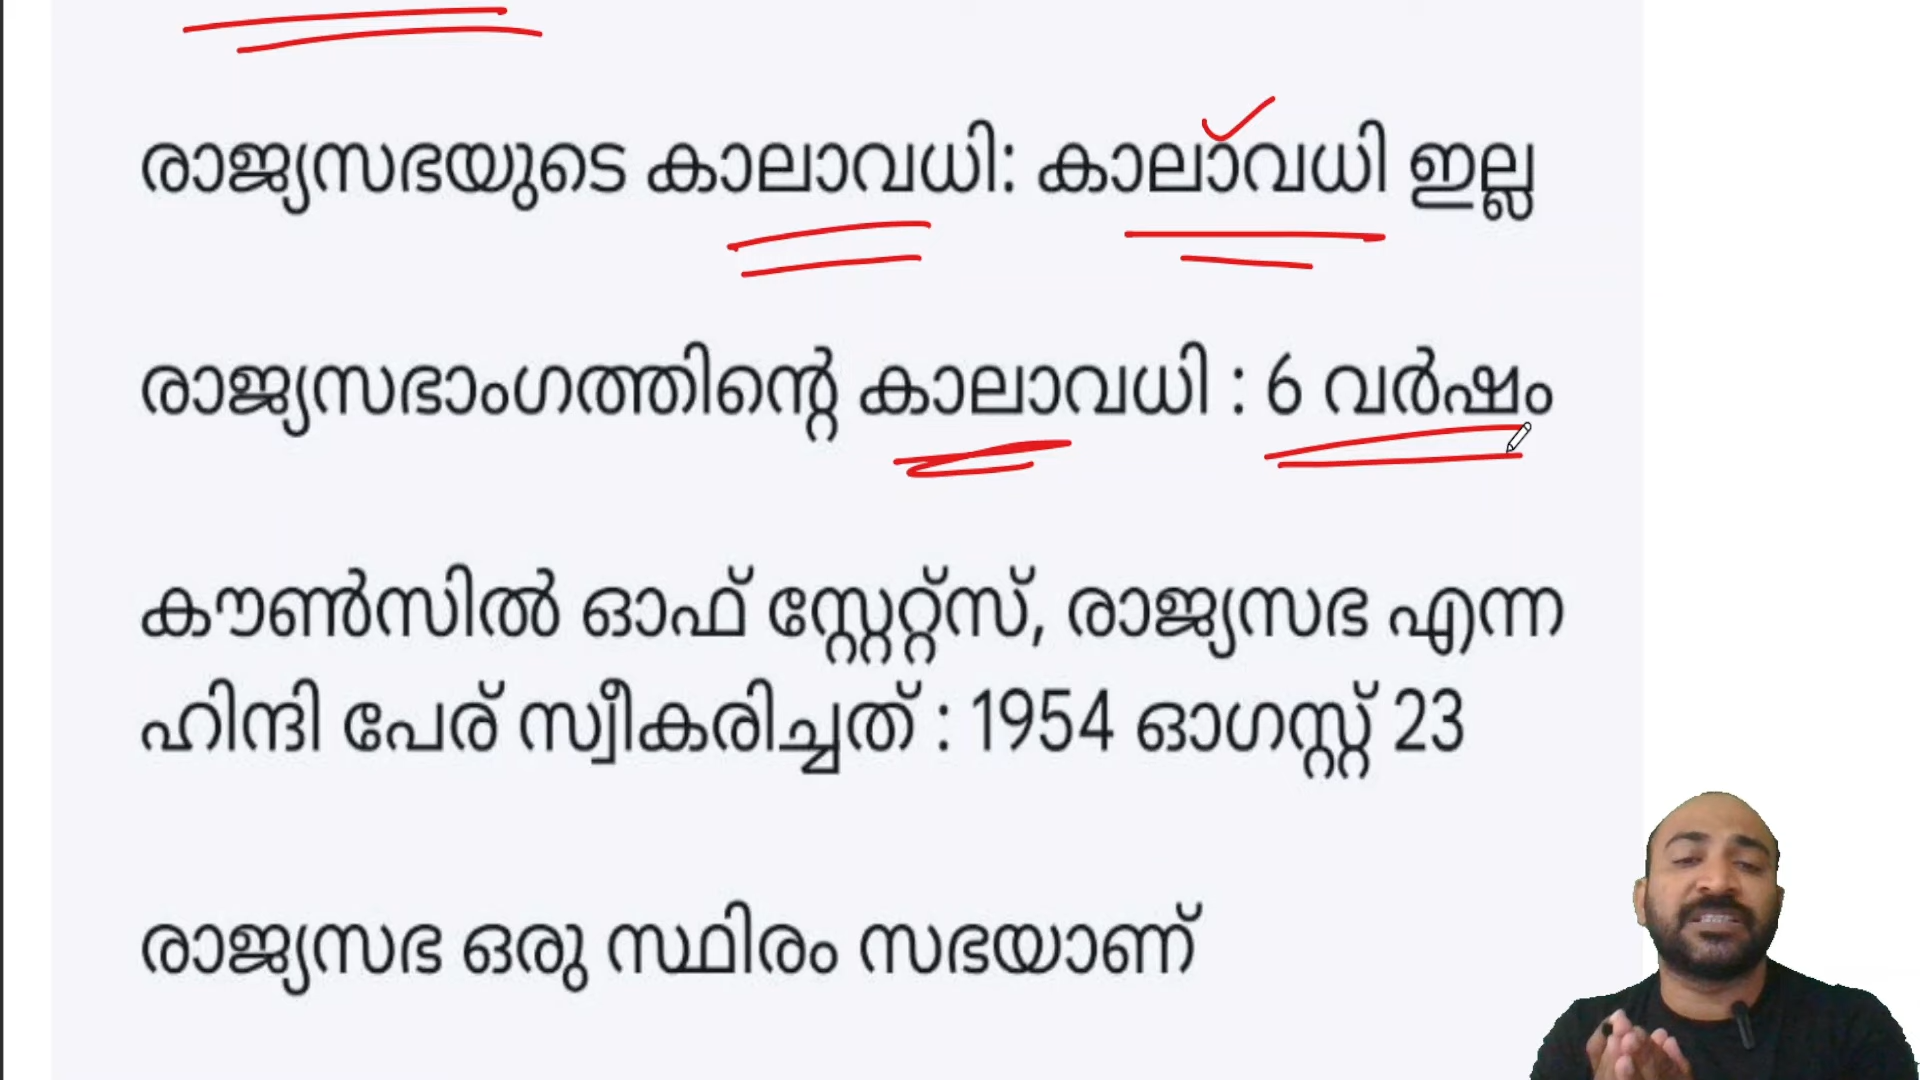 രാജ്യസഭയുടെ കാലാവധി: കാലാവധി ഇല്ല
രാജ്യസഭാംഗത്തിന്റെ കാലാവധി : 6 വർഷം
കൗൺസിൽ ഓഫ് സ്റ്റേറ്റ്സ്, രാജ്യസഭ എന്ന
ഹിന്ദി പേര് സ്വീകരിച്ചത് : 1954 ഓഗസ്റ്റ് 23
രാജ്യസഭ ഒരു സ്ഥിരം സഭയാണ്